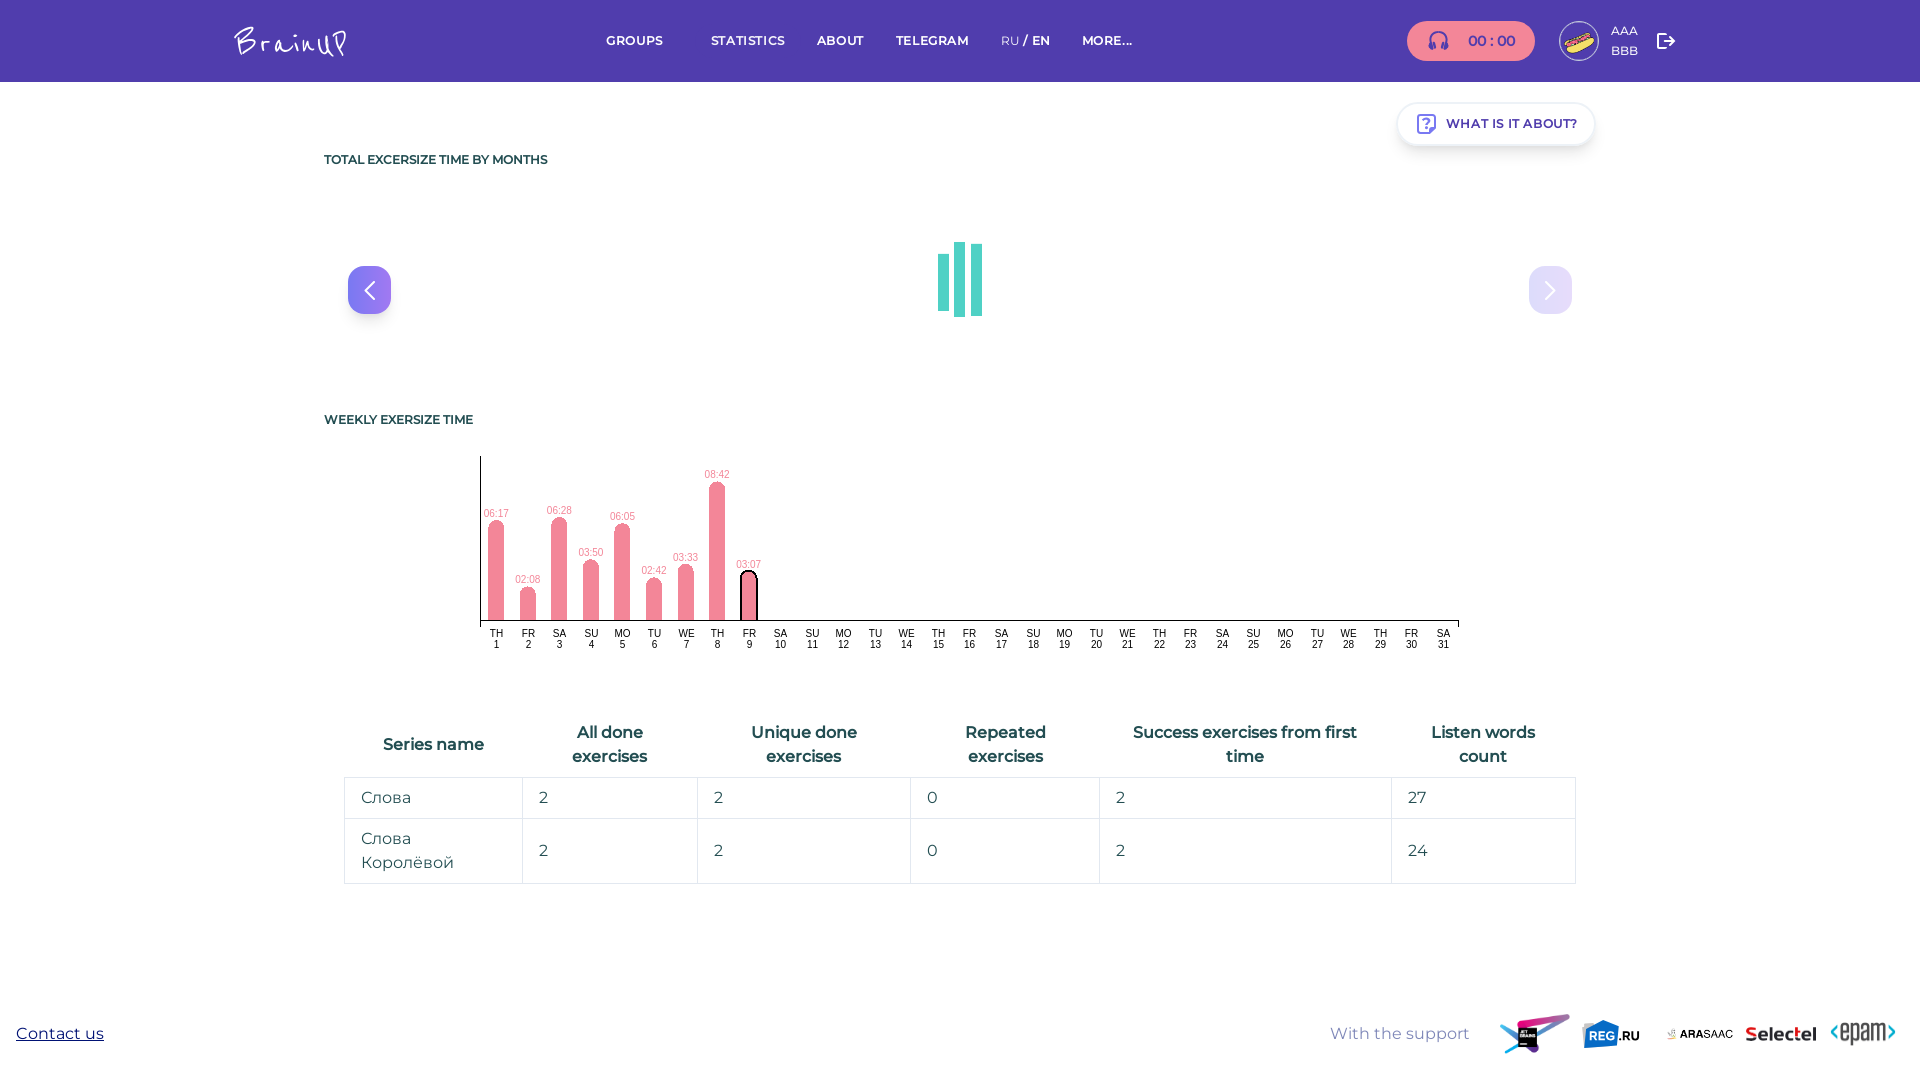 BrainUP
GROUPS STATISTICS ABOUT TELEGRAM RU / EN MORE...
00 : 00
AAA
BBB
WHAT IS IT ABOUT?
TOTAL EXCERSIZE TIME BY MONTHS
WEEKLY EXERSIZE TIME
06:17 02:08 06:28 03:50 06:05 02:42 03:33 08:42 03:07
TH FR SA SU MO TU WE TH FR SA SU MO TU WE TH FR SA SU MO TU WE TH FR SA SU MO TU WE TH FR SA
1 2 3 4 5 6 7 8 9 10 11 12 13 14 15 16 17 18 19 20 21 22 23 24 25 26 27 28 29 30 31
Series name All done exercises Unique done exercises Repeated exercises Success exercises from first time Listen words count
Слова 2 2 0 2 27
Слова Королёвой 2 2 0 2 24
Contact us
With the support
REG.RU
ARASAAC
Selectel
<epam>